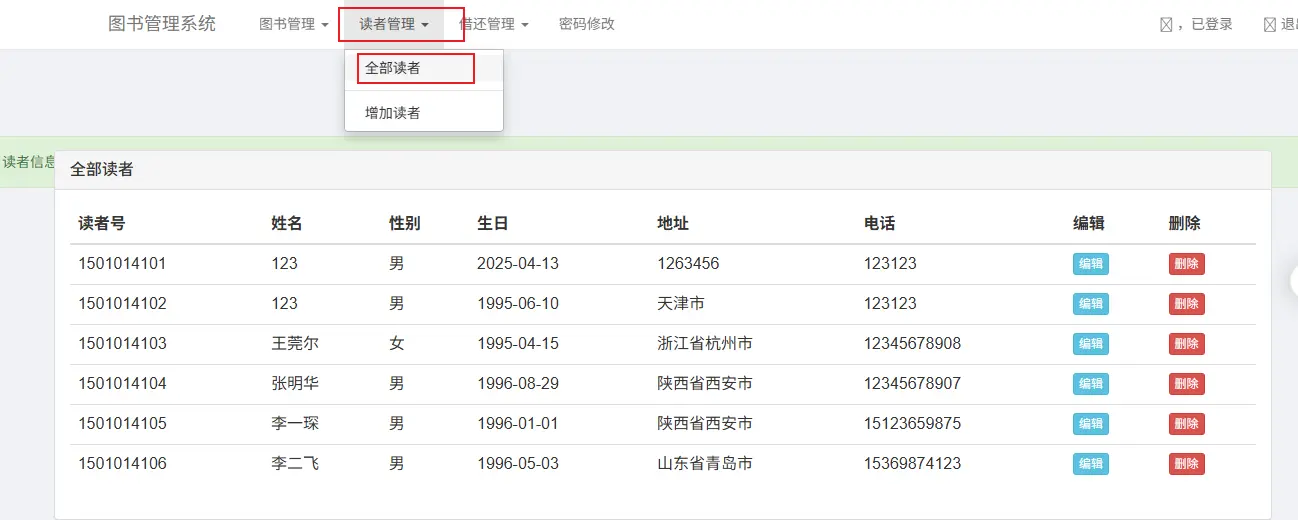 图书管理系统 图书管理 读者管理 借还管理 密码修改 ，已登录 退
全部读者
增加读者
读者信息
全部读者
读者号 姓名 性别 生日 地址 电话 编辑 删除
1501014101 123 男 2025-04-13 1263456 123123 编辑 删除
1501014102 123 男 1995-06-10 天津市 123123 编辑 删除
1501014103 王莞尔 女 1995-04-15 浙江省杭州市 12345678908 编辑 删除
1501014104 张明华 男 1996-08-29 陕西省西安市 12345678907 编辑 删除
1501014105 李一琛 男 1996-01-01 陕西省西安市 15123659875 编辑 删除
1501014106 李二飞 男 1996-05-03 山东省青岛市 15369874123 编辑 删除